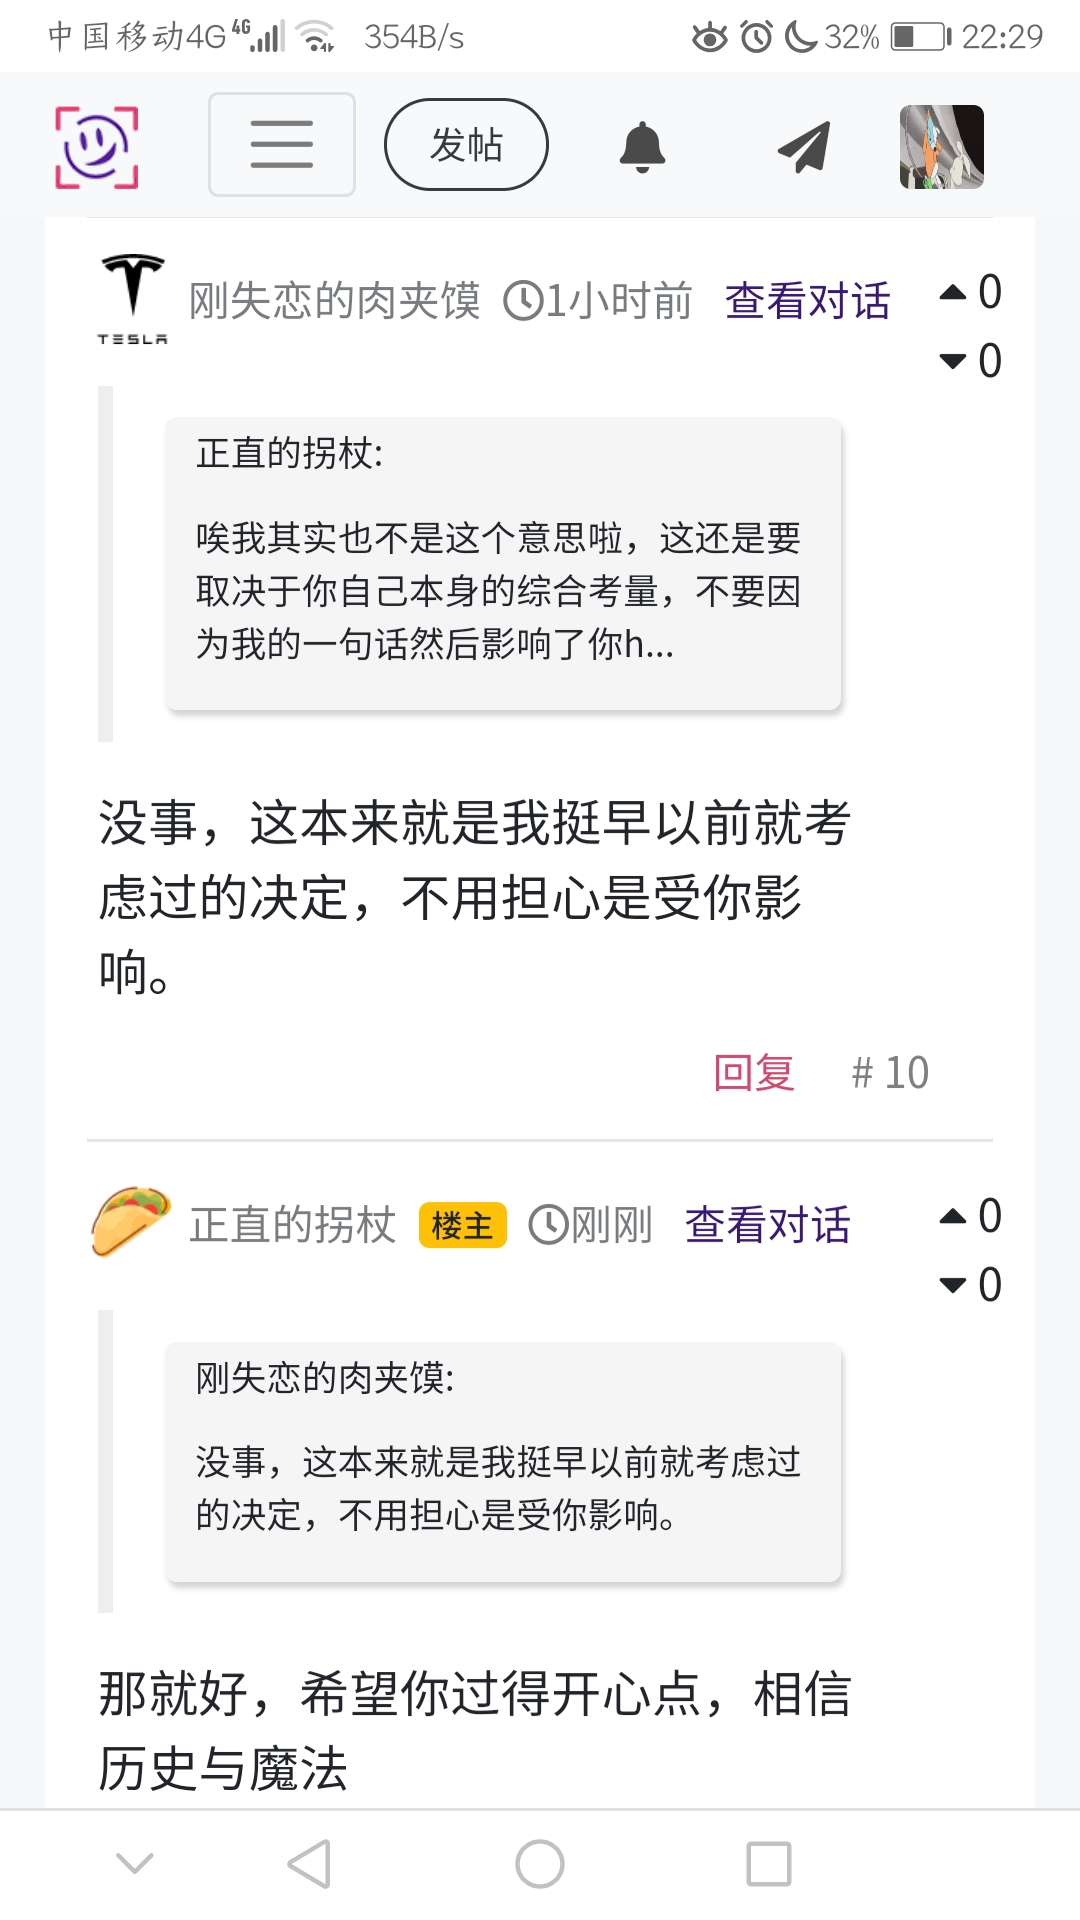 中国移动4G 4G 354B/s 32% 22:29
发帖
TESLA
刚失恋的肉夹馍 1小时前 查看对话 0
0
正直的拐杖:
唉我其实也不是这个意思啦，这还是要
取决于你自己本身的综合考量，不要因
为我的一句话然后影响了你h...
没事，这本来就是我挺早以前就考
虑过的决定，不用担心是受你影
响。
回复 # 10
正直的拐杖 楼主 刚刚 查看对话 0
0
刚失恋的肉夹馍:
没事，这本来就是我挺早以前就考虑过
的决定，不用担心是受你影响。
那就好，希望你过得开心点，相信
历史与魔法